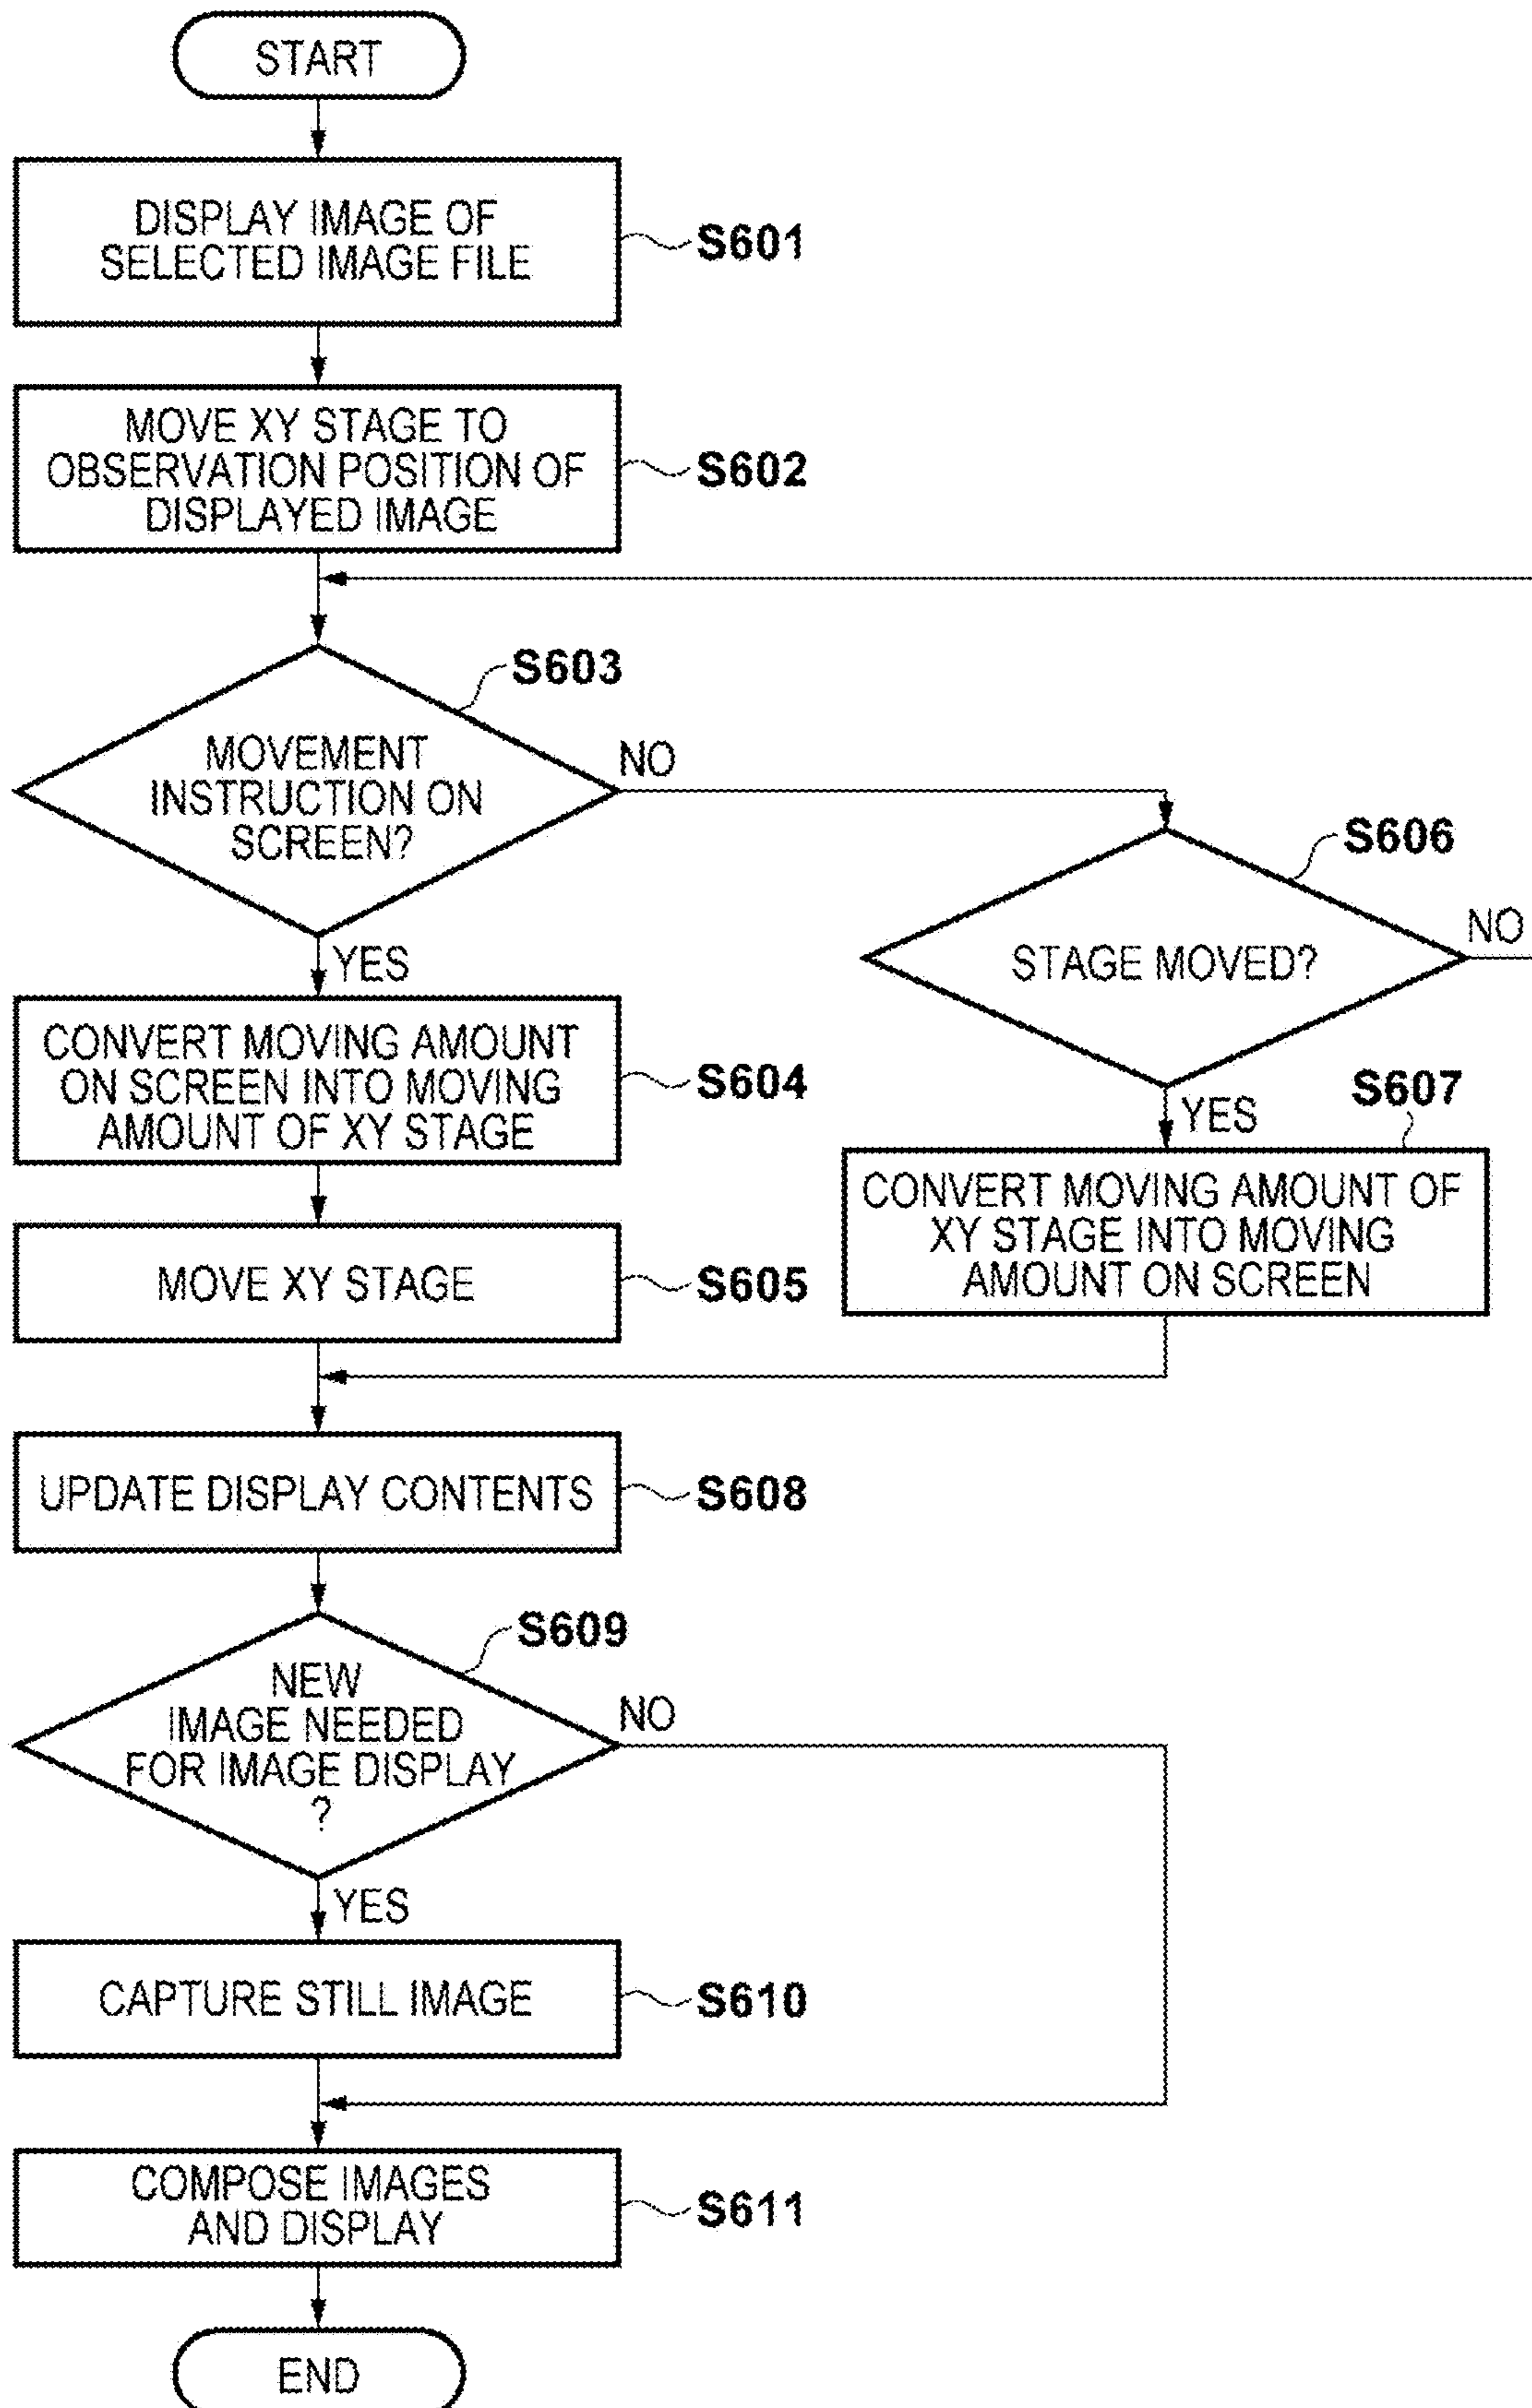 START
DISPLAY IMAGE OF
SELECTED IMAGE FILE
S601
MOVE XY STAGE TO
OBSERVATION POSITION OF
DISPLAYED IMAGE
S602
S603
MOVEMENT
INSTRUCTION ON
SCREEN?
NO
YES
S606
STAGE MOVED?
NO
YES
CONVERT MOVING AMOUNT
ON SCREEN INTO MOVING
AMOUNT OF XY STAGE
S604
S607
CONVERT MOVING AMOUNT OF
XY STAGE INTO MOVING
AMOUNT ON SCREEN
MOVE XY STAGE
S605
UPDATE DISPLAY CONTENTS
S608
S609
NEW
IMAGE NEEDED
FOR IMAGE DISPLAY
?
NO
YES
CAPTURE STILL IMAGE
S610
COMPOSE IMAGES
AND DISPLAY
S611
END